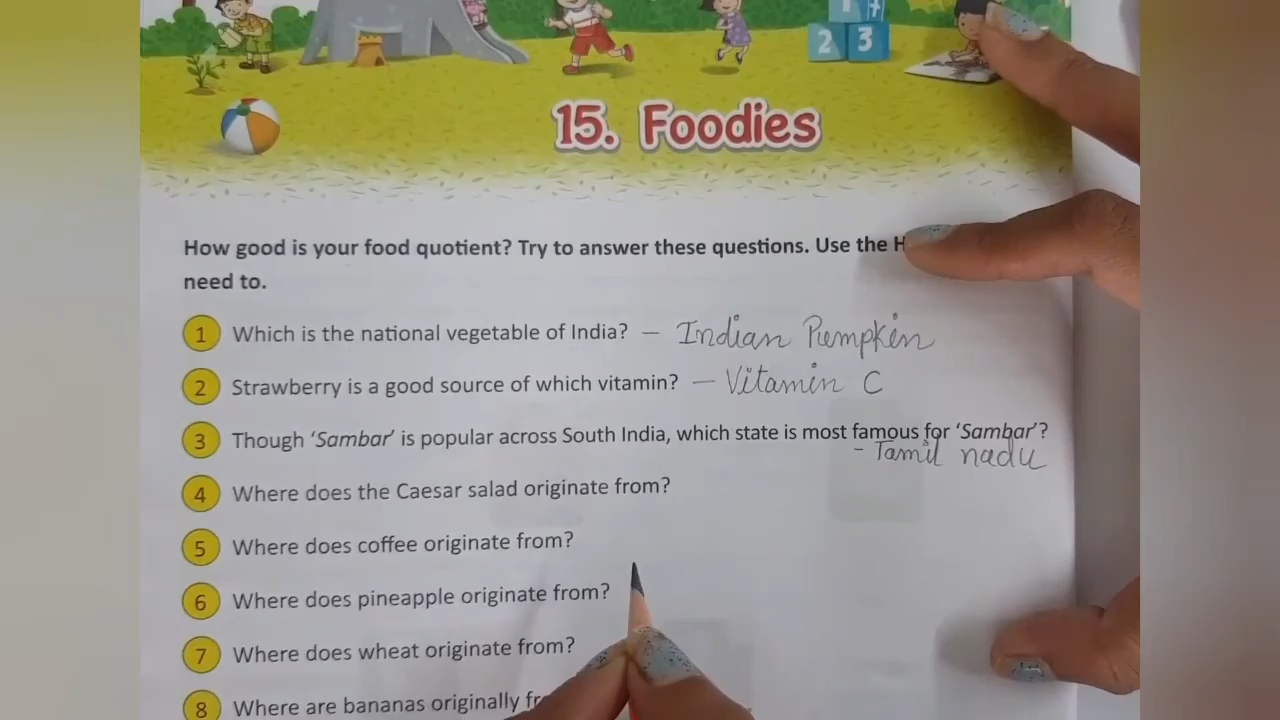 1 +
2 3
15. Foodies
How good is your food quotient? Try to answer these questions. Use the
need to.
1 Which is the national vegetable of India? — Indian Pumpkin
2 Strawberry is a good source of which vitamin? — Vitamin C
3 Though ‘Sambar’ is popular across South India, which state is most famous for ‘Sambar’?
- Tamil nadu
4 Where does the Caesar salad originate from?
5 Where does coffee originate from?
6 Where does pineapple originate from?
7 Where does wheat originate from?
8 Where are bananas originally